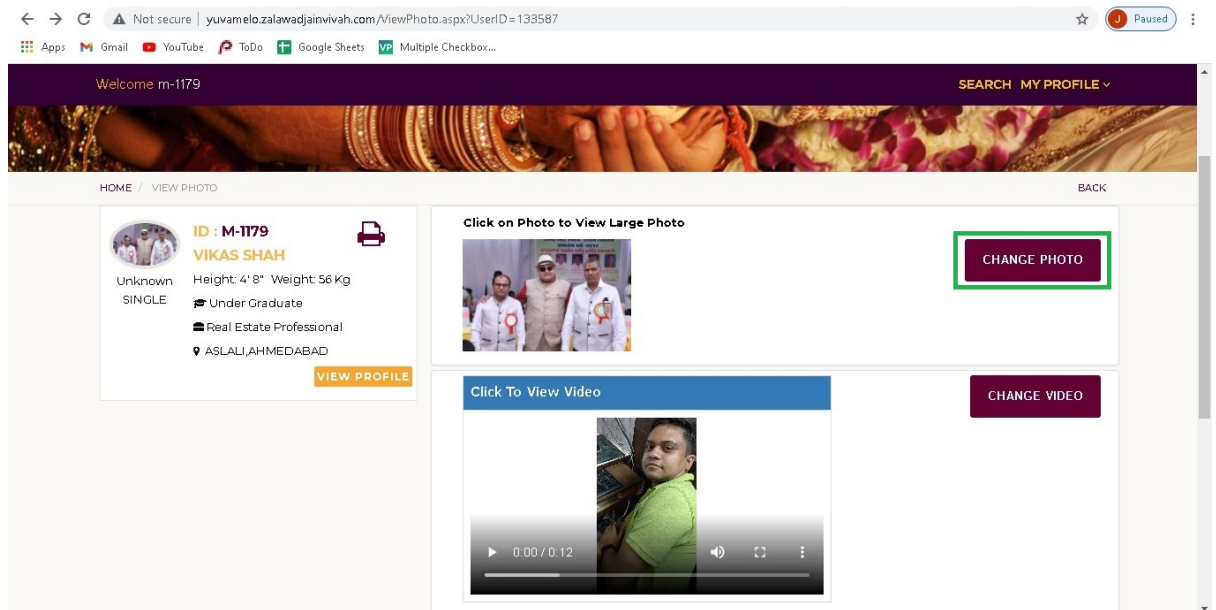 Not secure | yuvamelo.zalawadjainvivah.com/ViewPhoto.aspx?UserID=133587
J Paused
Apps Gmail YouTube ToDo Google Sheets VP Multiple Checkbox...
Welcome m-1179
SEARCH MY PROFILE
HOME / VIEW PHOTO
BACK
ID : M-1179
VIKAS SHAH
Unknown
SINGLE
Height: 4' 8" Weight: 56 Kg
Under Graduate
Real Estate Professional
ASLALI,AHMEDABAD
VIEW PROFILE
Click on Photo to View Large Photo
CHANGE PHOTO
Click To View Video
CHANGE VIDEO
0:00 / 0:12